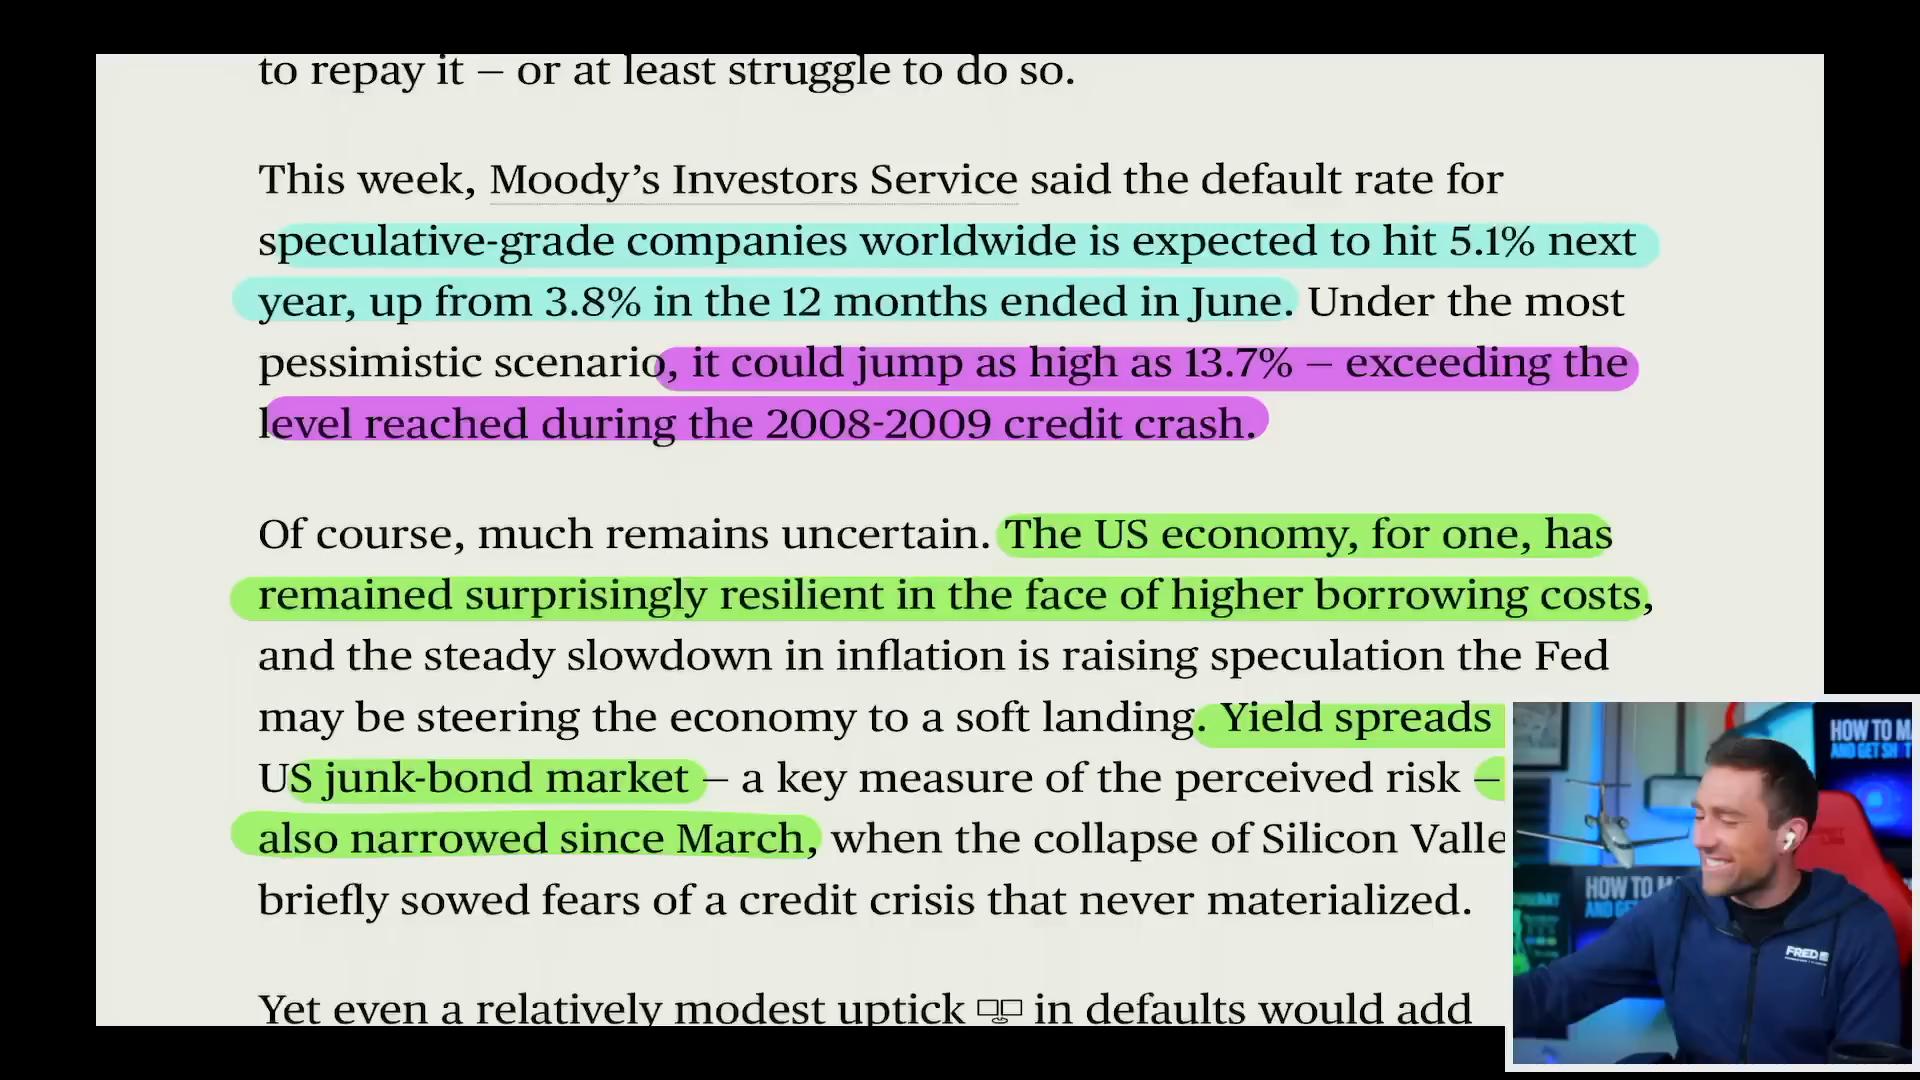 to repay it – or at least struggle to do so.
This week, Moody's Investors Service said the default rate for
speculative-grade companies worldwide is expected to hit 5.1% next
year, up from 3.8% in the 12 months ended in June. Under the most
pessimistic scenario, it could jump as high as 13.7% – exceeding the
level reached during the 2008-2009 credit crash.
Of course, much remains uncertain. The US economy, for one, has
remained surprisingly resilient in the face of higher borrowing costs,
and the steady slowdown in inflation is raising speculation the Fed
may be steering the economy to a soft landing. Yield spreads
US junk-bond market – a key measure of the perceived risk –
also narrowed since March, when the collapse of Silicon Valle
briefly sowed fears of a credit crisis that never materialized.
Yet even a relatively modest uptick in defaults would add
HOW TO M
AND GET SH T
HOW TO M
AND GET
FRED